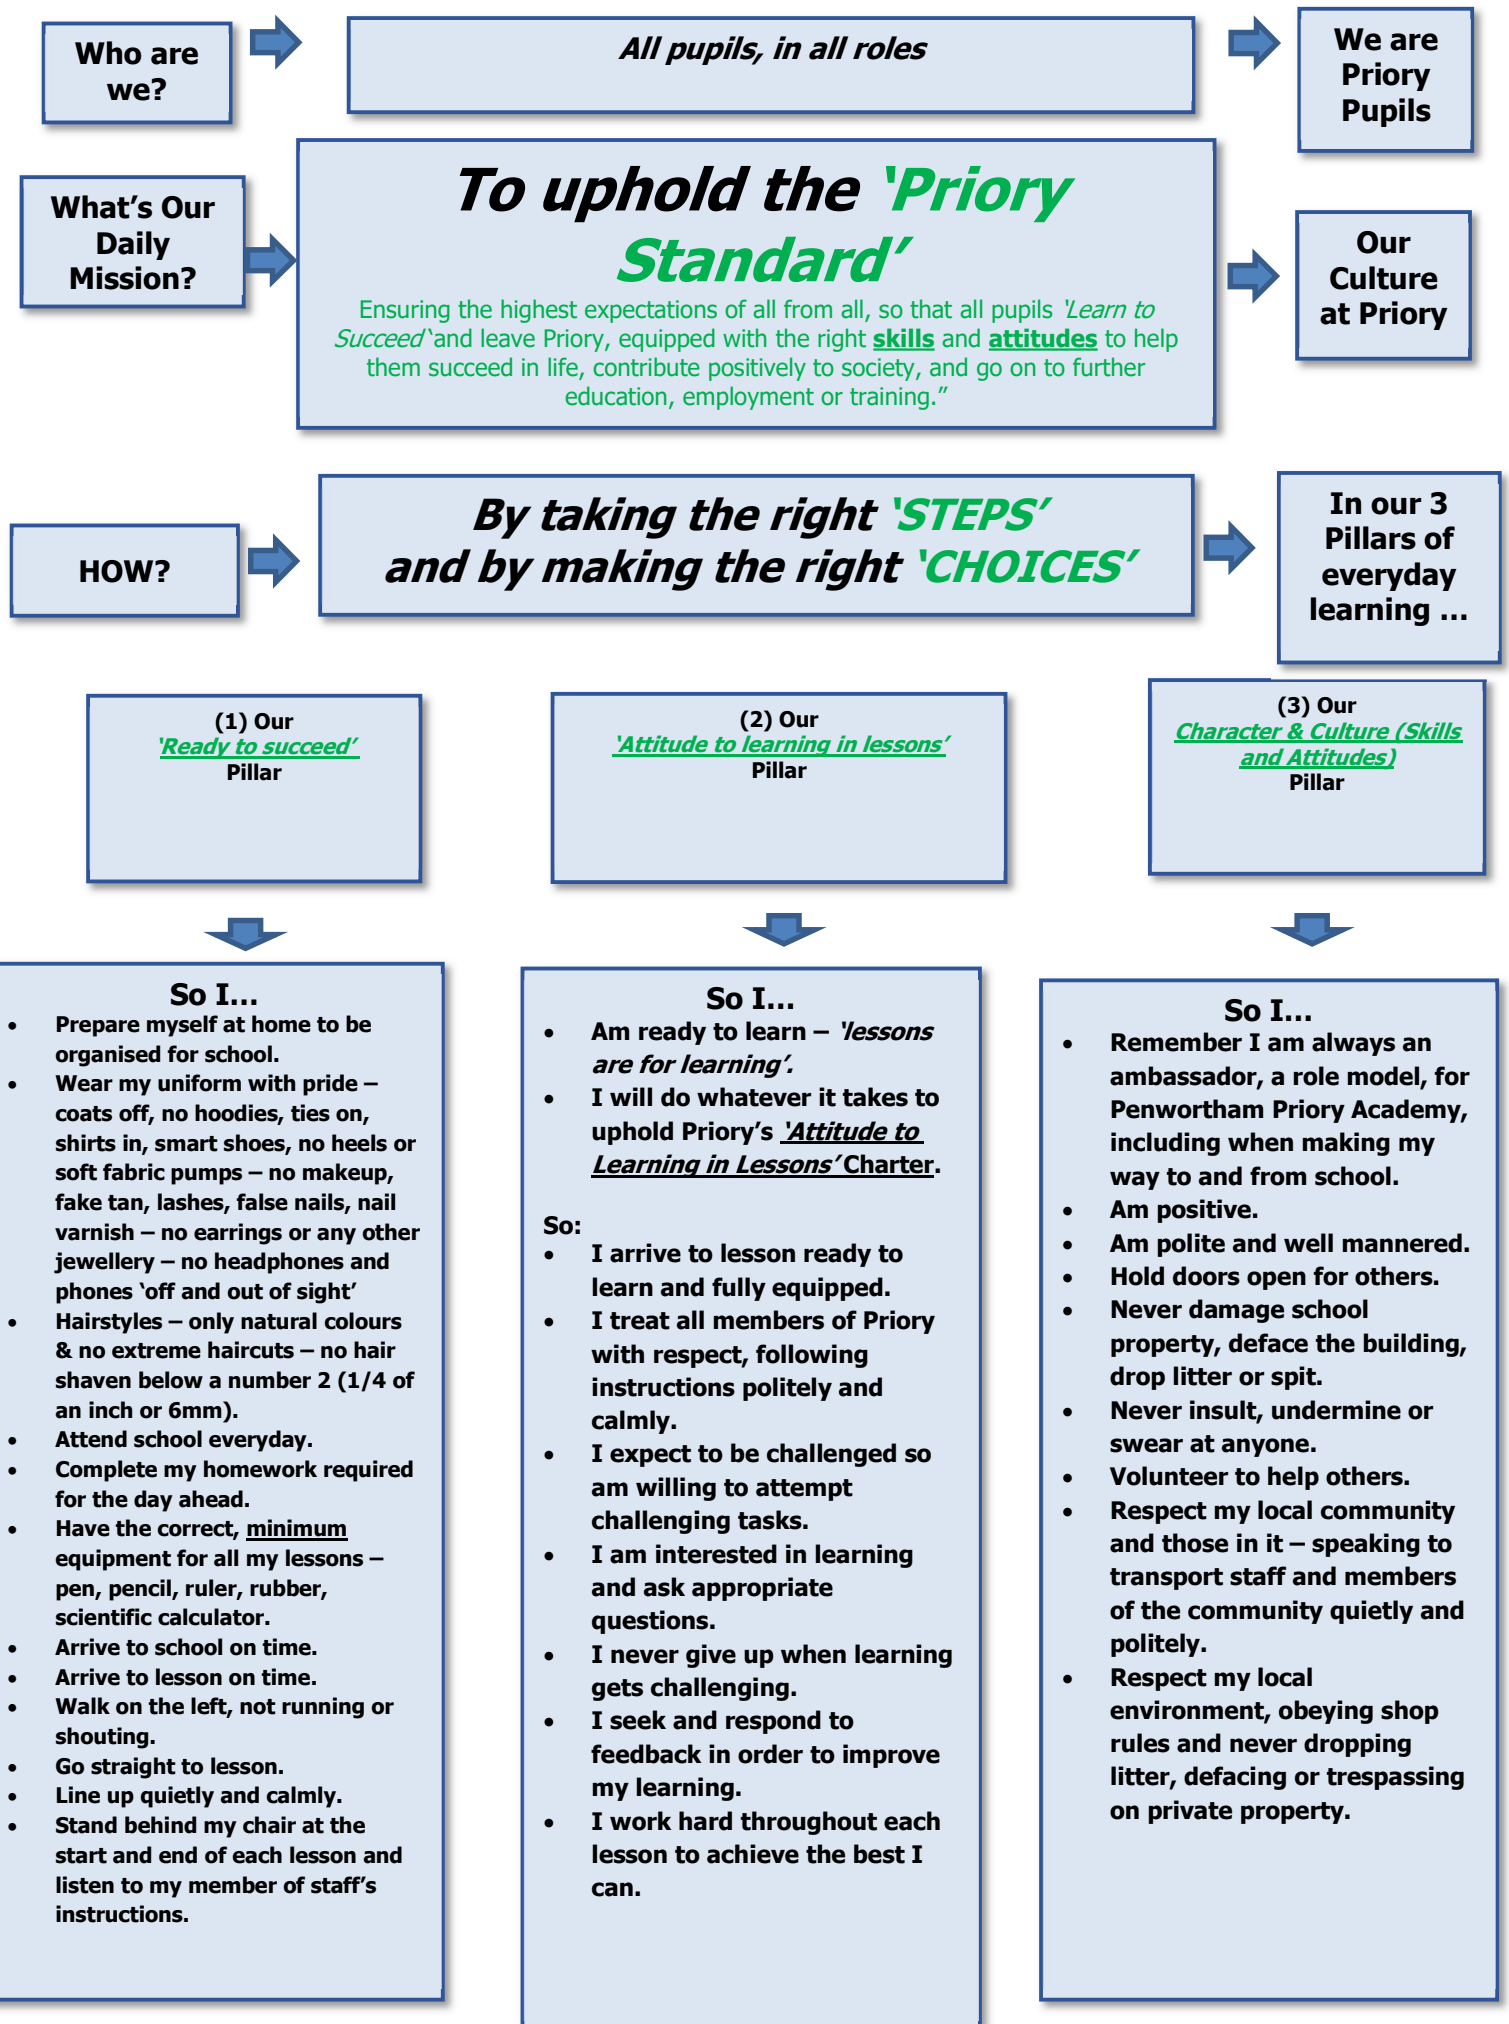 Who are
we?
All pupils, in all roles
We are
Priory
Pupils
What’s Our
Daily
Mission?
To uphold the ‘Priory
Standard’
Ensuring the highest expectations of all from all, so that all pupils ‘Learn to
Succeed‘and leave Priory, equipped with the right skills and attitudes to help
them succeed in life, contribute positively to society, and go on to further
education, employment or training.”
Our
Culture
at Priory
HOW?
By taking the right ‘STEPS’
and by making the right ‘CHOICES’
In our 3
Pillars of
everyday
learning …
(1) Our
‘Ready to succeed’
Pillar
(2) Our
‘Attitude to learning in lessons’
Pillar
(3) Our
Character & Culture (Skills
and Attitudes)
Pillar
So I…
• Prepare myself at home to be
organised for school.
• Wear my uniform with pride –
coats off, no hoodies, ties on,
shirts in, smart shoes, no heels or
soft fabric pumps – no makeup,
fake tan, lashes, false nails, nail
varnish – no earrings or any other
jewellery – no headphones and
phones ‘off and out of sight’
• Hairstyles – only natural colours
& no extreme haircuts – no hair
shaven below a number 2 (1/4 of
an inch or 6mm).
• Attend school everyday.
• Complete my homework required
for the day ahead.
• Have the correct, minimum
equipment for all my lessons –
pen, pencil, ruler, rubber,
scientific calculator.
• Arrive to school on time.
• Arrive to lesson on time.
• Walk on the left, not running or
shouting.
• Go straight to lesson.
• Line up quietly and calmly.
• Stand behind my chair at the
start and end of each lesson and
listen to my member of staff’s
instructions.
So I…
• Am ready to learn – ‘lessons
are for learning’.
• I will do whatever it takes to
uphold Priory’s ‘Attitude to
Learning in Lessons’ Charter.
So:
• I arrive to lesson ready to
learn and fully equipped.
• I treat all members of Priory
with respect, following
instructions politely and
calmly.
• I expect to be challenged so
am willing to attempt
challenging tasks.
• I am interested in learning
and ask appropriate
questions.
• I never give up when learning
gets challenging.
• I seek and respond to
feedback in order to improve
my learning.
• I work hard throughout each
lesson to achieve the best I
can.
So I…
• Remember I am always an
ambassador, a role model, for
Penwortham Priory Academy,
including when making my
way to and from school.
• Am positive.
• Am polite and well mannered.
• Hold doors open for others.
• Never damage school
property, deface the building,
drop litter or spit.
• Never insult, undermine or
swear at anyone.
• Volunteer to help others.
• Respect my local community
and those in it – speaking to
transport staff and members
of the community quietly and
politely.
• Respect my local
environment, obeying shop
rules and never dropping
litter, defacing or trespassing
on private property.